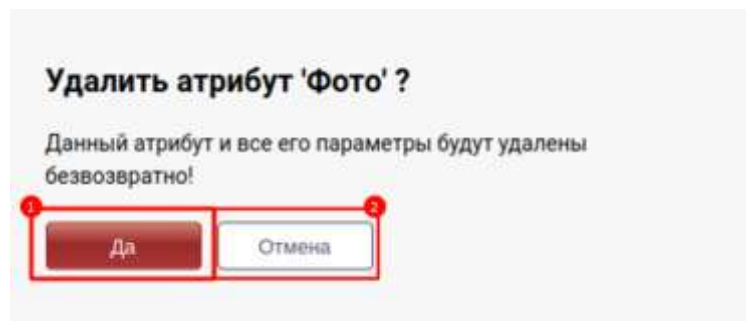 Удалить атрибут 'Фото' ?
Данный атрибут и все его параметры будут удалены
безвозвратно!
1 2
Да Отмена